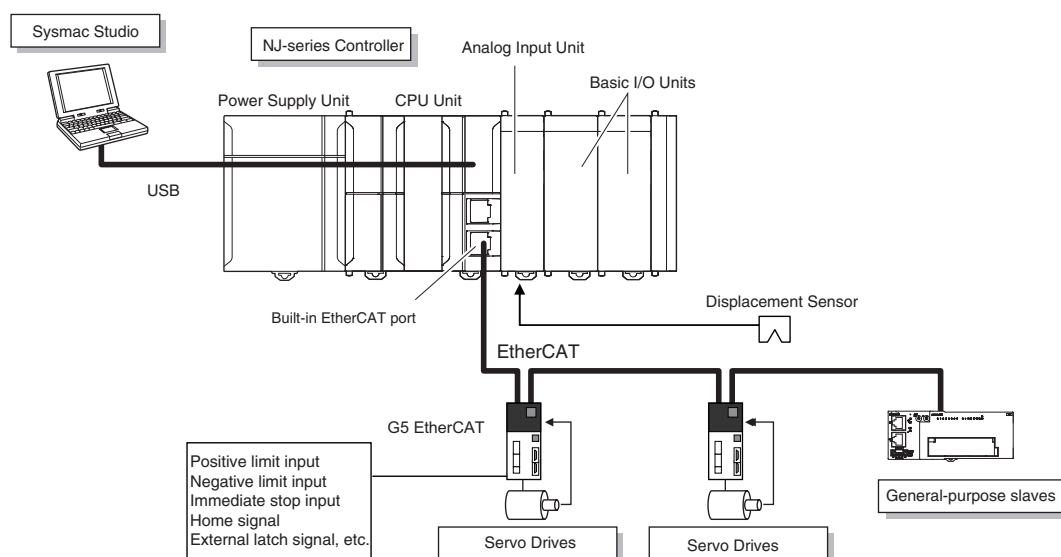 Sysmac Studio
NJ-series Controller
Analog Input Unit
Basic I/O Units
Power Supply Unit
CPU Unit
USB
Built-in EtherCAT port
Displacement Sensor
EtherCAT
G5 EtherCAT
Positive limit input
Negative limit input
Immediate stop input
Home signal
External latch signal, etc.
General-purpose slaves
Servo Drives
Servo Drives